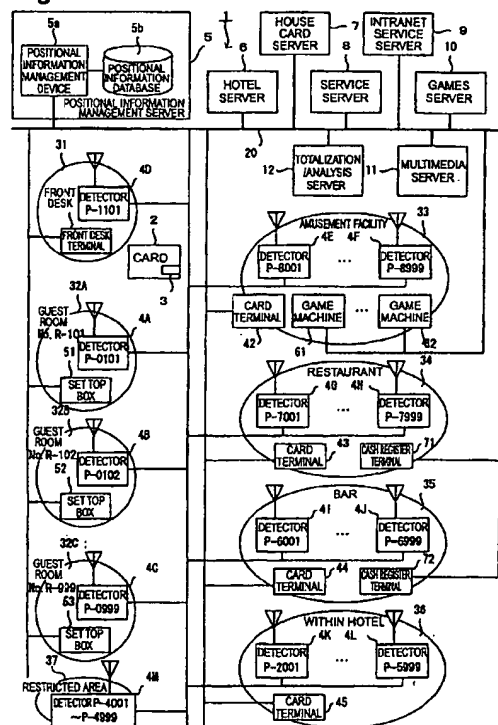 5a
POSITIONAL
INFORMATION
MANAGEMENT
DEVICE
5b
POSITIONAL
INFORMATION
DATABASE
POSITIONAL INFORMATION
MANAGEMENT SERVER
5
1
HOUSE
CARD
SERVER
7
INTRANET
SERVICE
SERVER
9
6
HOTEL
SERVER
8
SERVICE
SERVER
10
GAMES
SERVER
20
12
TOTALIZATION
/ANALYSIS
SERVER
11
MULTIMEDIA
SERVER
31
FRONT
DESK
4D
DETECTOR
P-1101
FRONT DESK
TERMINAL
2
CARD
3
32A
GUEST
ROOM
No. R-101
4A
DETECTOR
P-0101
51
SET TOP
BOX
32B
GUEST
ROOM
No. R-102
4B
DETECTOR
P-0102
52
SET TOP
BOX
32C
GUEST
ROOM
No. R-999
4C
DETECTOR
P-0999
53
SET TOP
BOX
37
RESTRICTED AREA
4M
DETECTOR P-4001
~P-4999
AMUSEMENT FACILITY
33
4E
4F
DETECTOR
P-8001
...
DETECTOR
P-8999
CARD
TERMINAL
GAME
MACHINE
...
GAME
MACHINE
42
61
62
RESTAURANT
34
4G
4H
DETECTOR
P-7001
...
DETECTOR
P-7999
43
71
CARD
TERMINAL
CASH REGISTER
TERMINAL
BAR
35
4I
4J
DETECTOR
P-6001
...
DETECTOR
P-6999
44
72
CARD
TERMINAL
CASH REGISTER
TERMINAL
WITHIN HOTEL
36
4K
4L
DETECTOR
P-2001
...
DETECTOR
P-5999
CARD
TERMINAL
45